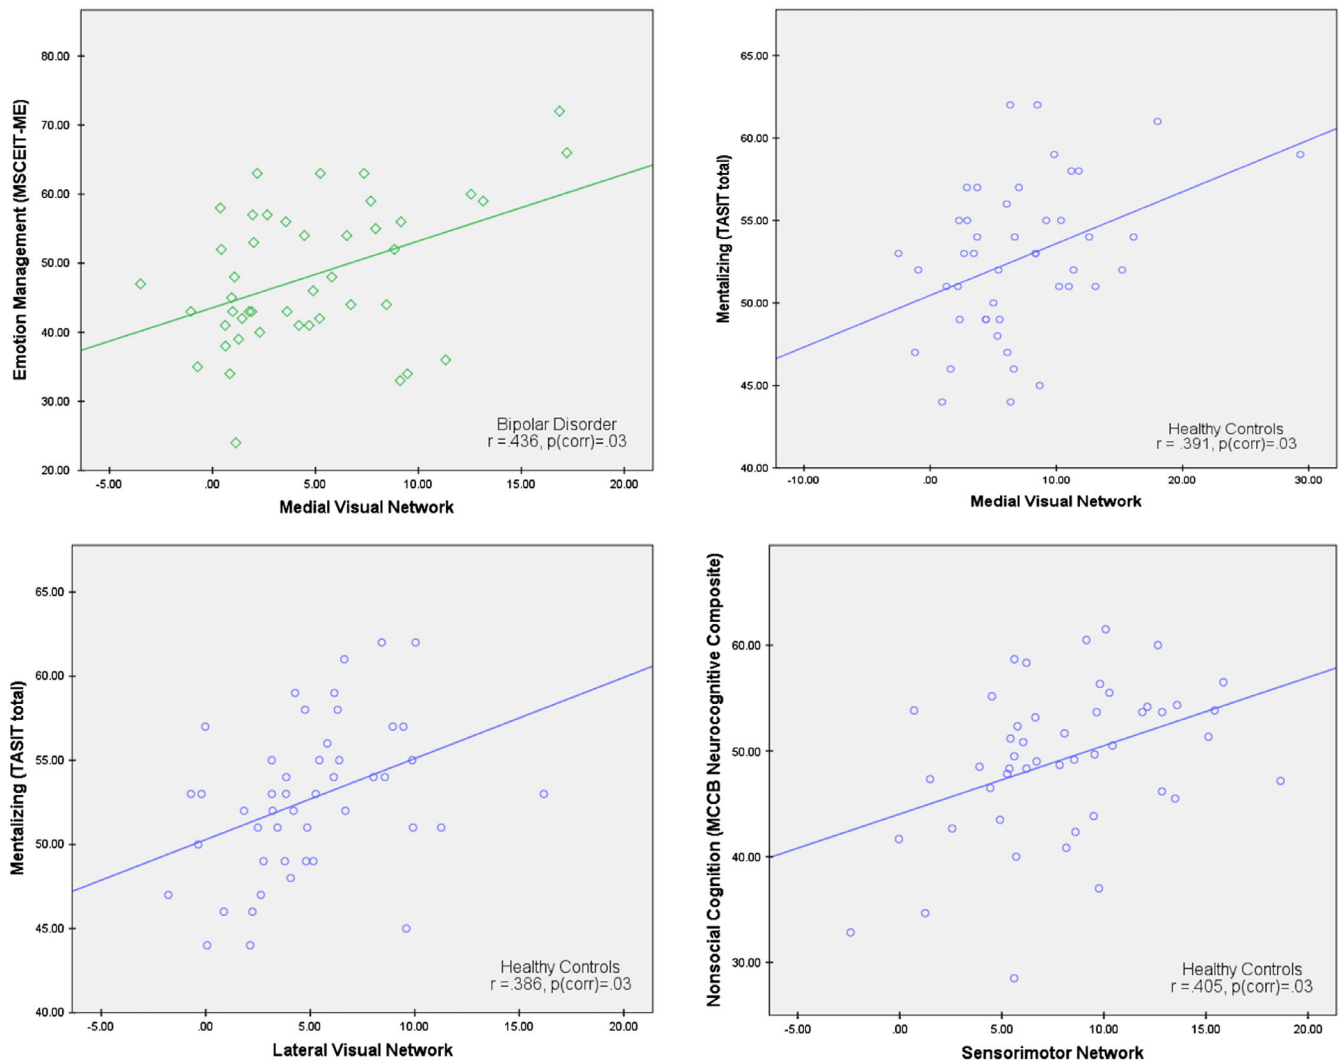 80.00
70.00
60.00
50.00
40.00
30.00
20.00
Emotion Management (MSCEIT-ME)
Bipolar Disorder
r =.436, p(corr)=.03
-5.00 .00 5.00 10.00 15.00 20.00
Medial Visual Network
65.00
60.00
55.00
50.00
45.00
40.00
Mentalizing (TASIT total)
Healthy Controls
r = .391, p(corr)=.03
-10.00 .00 10.00 20.00 30.00
Medial Visual Network
65.00
60.00
55.00
50.00
45.00
40.00
Mentalizing (TASIT total)
Healthy Controls
r =.386, p(corr)=.03
-5.00 .00 5.00 10.00 15.00 20.00
Lateral Visual Network
60.00
50.00
40.00
30.00
Nonsocial Cognition (MCCB Neurocognitive Composite)
Healthy Controls
r =.405, p(corr)=.03
-5.00 .00 5.00 10.00 15.00 20.00
Sensorimotor Network